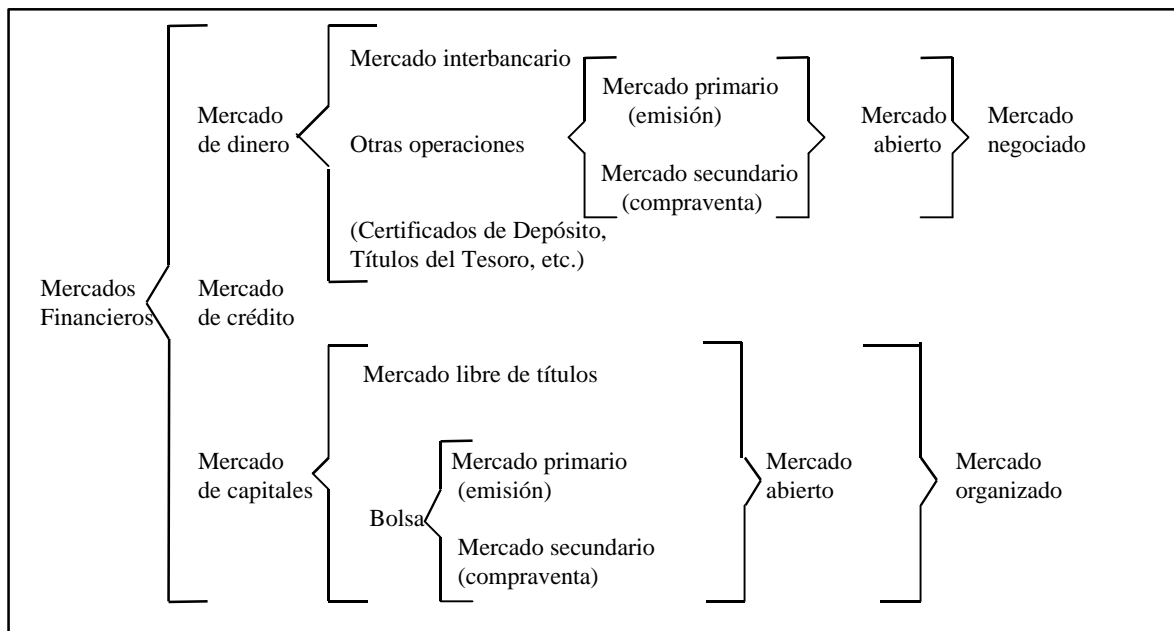 Mercado interbancario
Mercado primario
(emisión)
Mercado
de dinero
Otras operaciones
Mercado
abierto
Mercado
negociado
Mercado secundario
(compraventa)
(Certificados de Depósito,
Títulos del Tesoro, etc.)
Mercados
Financieros
Mercado
de crédito
Mercado libre de títulos
Mercado
de capitales
Bolsa
Mercado primario
(emisión)
Mercado secundario
(compraventa)
Mercado
abierto
Mercado
organizado